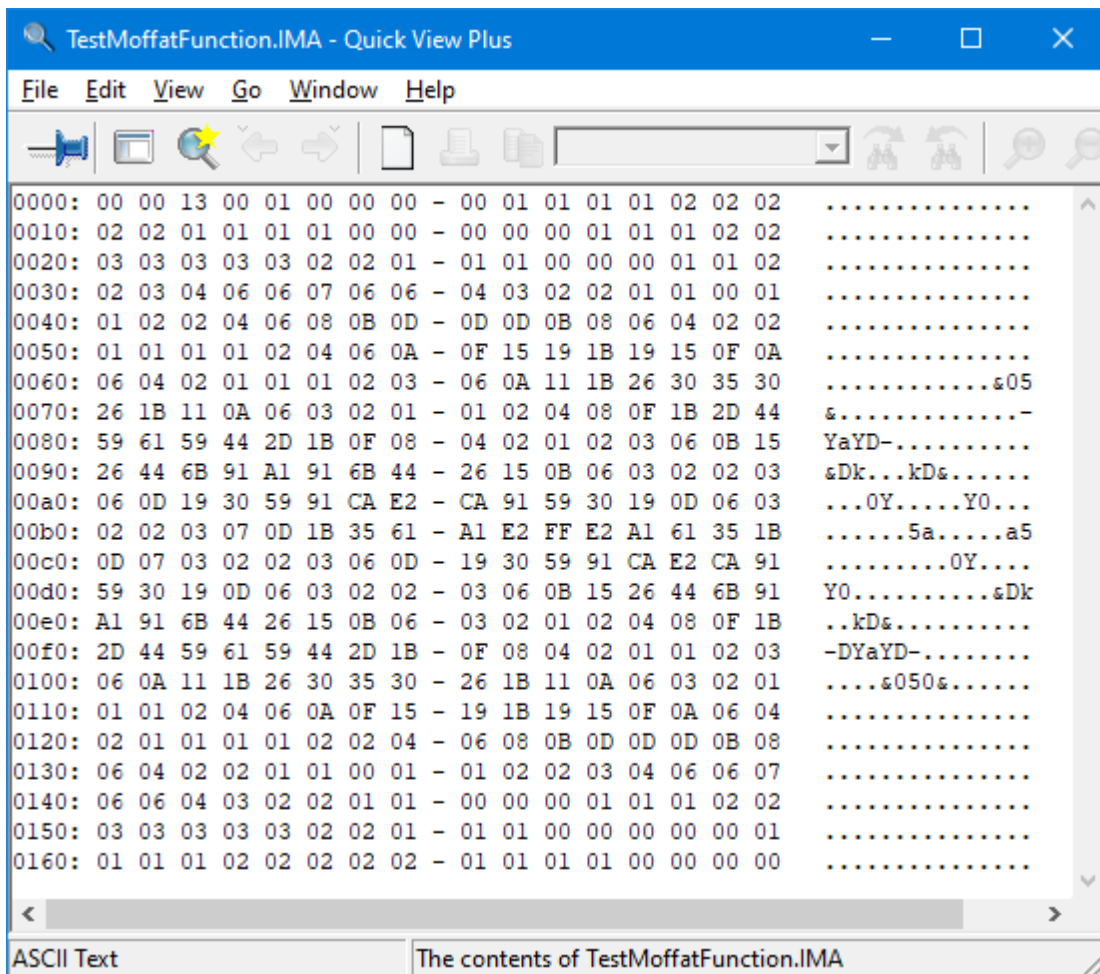 TestMoffatFunction.IMA - Quick View Plus
File Edit View Go Window Help
0000: 00 00 13 00 01 00 00 00 - 00 01 01 01 01 02 02 02 ...............
0010: 02 02 01 01 01 01 00 00 - 00 00 00 01 01 01 02 02 ...............
0020: 03 03 03 03 03 02 02 01 - 01 01 00 00 00 01 01 02 ...............
0030: 02 03 04 06 06 07 06 06 - 04 03 02 02 01 01 00 01 ...............
0040: 01 02 02 04 06 08 0B 0D - 0D 0D 0B 08 06 04 02 02 ...............
0050: 01 01 01 01 02 04 06 0A - 0F 15 19 1B 19 15 0F 0A ...............
0060: 06 04 02 01 01 01 02 03 - 06 0A 11 1B 26 30 35 30 ............&05
0070: 26 1B 11 0A 06 03 02 01 - 01 02 04 08 0F 1B 2D 44 &.............-
0080: 59 61 59 44 2D 1B 0F 08 - 04 02 01 02 03 06 0B 15 YaYD-..........
0090: 26 44 6B 91 A1 91 6B 44 - 26 15 0B 06 03 02 02 03 &Dk...kD&......
00a0: 06 0D 19 30 59 91 CA E2 - CA 91 59 30 19 0D 06 03 ...0Y.....Y0...
00b0: 02 02 03 07 0D 1B 35 61 - A1 E2 FF E2 A1 61 35 1B ......5a.....a5
00c0: 0D 07 03 02 02 03 06 0D - 19 30 59 91 CA E2 CA 91 .........0Y....
00d0: 59 30 19 0D 06 03 02 02 - 03 06 0B 15 26 44 6B 91 Y0..........&Dk
00e0: A1 91 6B 44 26 15 0B 06 - 03 02 01 02 04 08 0F 1B ..kD&..........
00f0: 2D 44 59 61 59 44 2D 1B - 0F 08 04 02 01 01 02 03 -DYaYD-........
0100: 06 0A 11 1B 26 30 35 30 - 26 1B 11 0A 06 03 02 01 ....&050&......
0110: 01 01 02 04 06 0A 0F 15 - 19 1B 19 15 0F 0A 06 04 ...............
0120: 02 01 01 01 01 02 02 04 - 06 08 0B 0D 0D 0D 0B 08 ...............
0130: 06 04 02 02 01 01 00 01 - 01 02 02 03 04 06 06 07 ...............
0140: 06 06 04 03 02 02 01 01 - 00 00 00 01 01 01 02 02 ...............
0150: 03 03 03 03 03 02 02 01 - 01 01 00 00 00 00 00 01 ...............
0160: 01 01 01 02 02 02 02 02 - 01 01 01 01 00 00 00 00 ...............
ASCII Text The contents of TestMoffatFunction.IMA